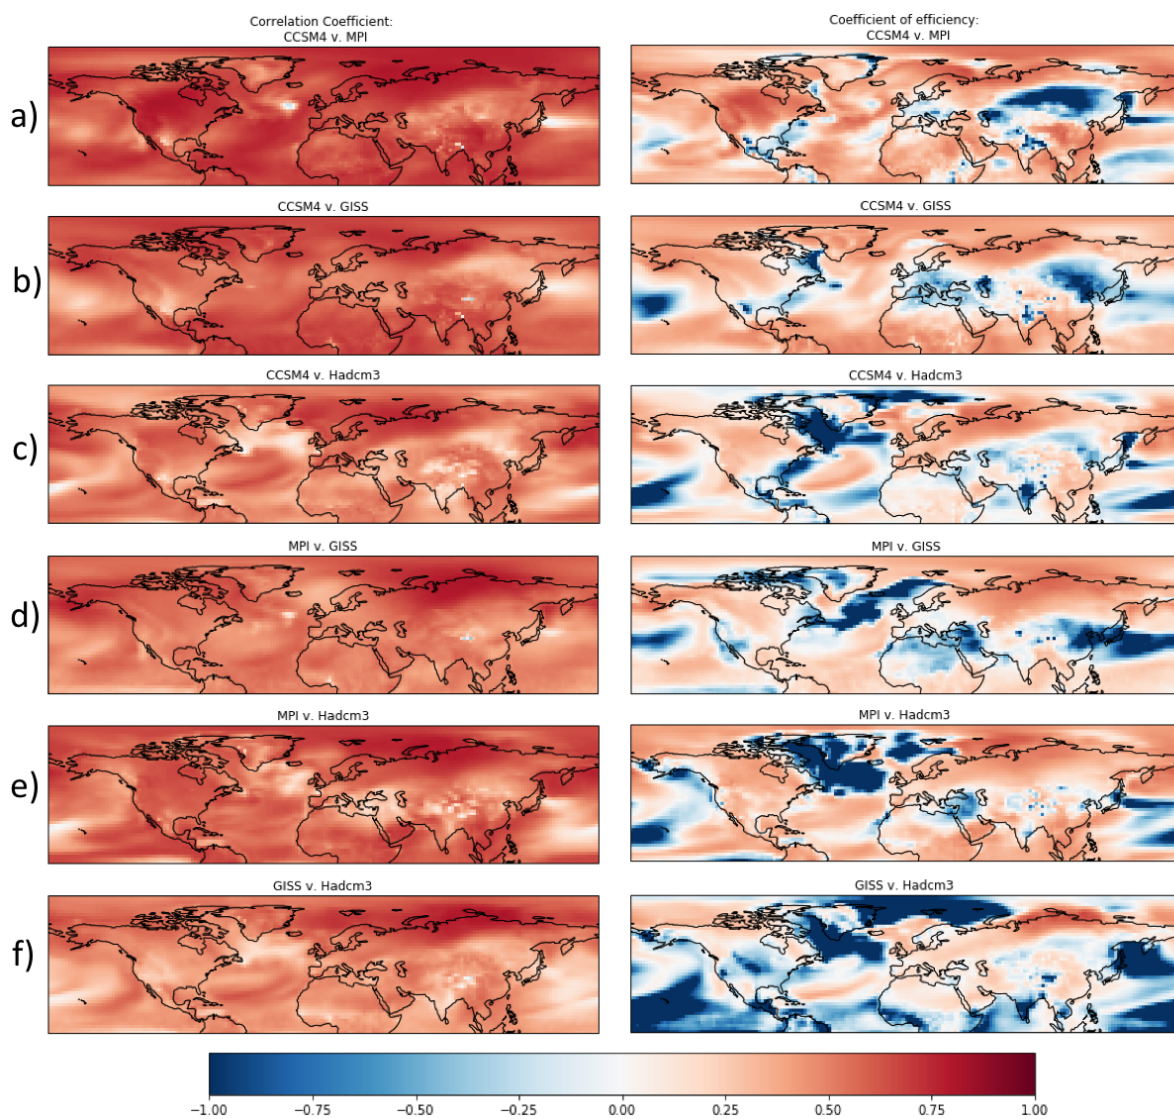 Correlation Coefficient:
CCSM4 v. MPI
Coefficient of efficiency:
CCSM4 v. MPI
a)
CCSM4 v. GISS
CCSM4 v. GISS
b)
CCSM4 v. Hadcm3
CCSM4 v. Hadcm3
c)
MPI v. GISS
MPI v. GISS
d)
MPI v. Hadcm3
MPI v. Hadcm3
e)
GISS v. Hadcm3
GISS v. Hadcm3
f)
−1.00 −0.75 −0.50 −0.25 0.00 0.25 0.50 0.75 1.00